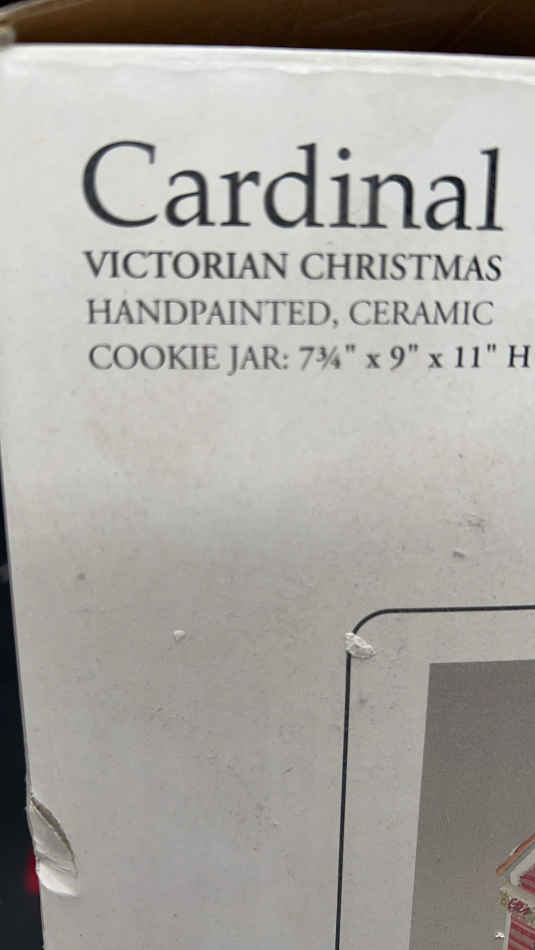 Cardinal
VICTORIAN CHRISTMAS
HANDPAINTED, CERAMIC
COOKIE JAR: 7¾" x 9" x 11" H